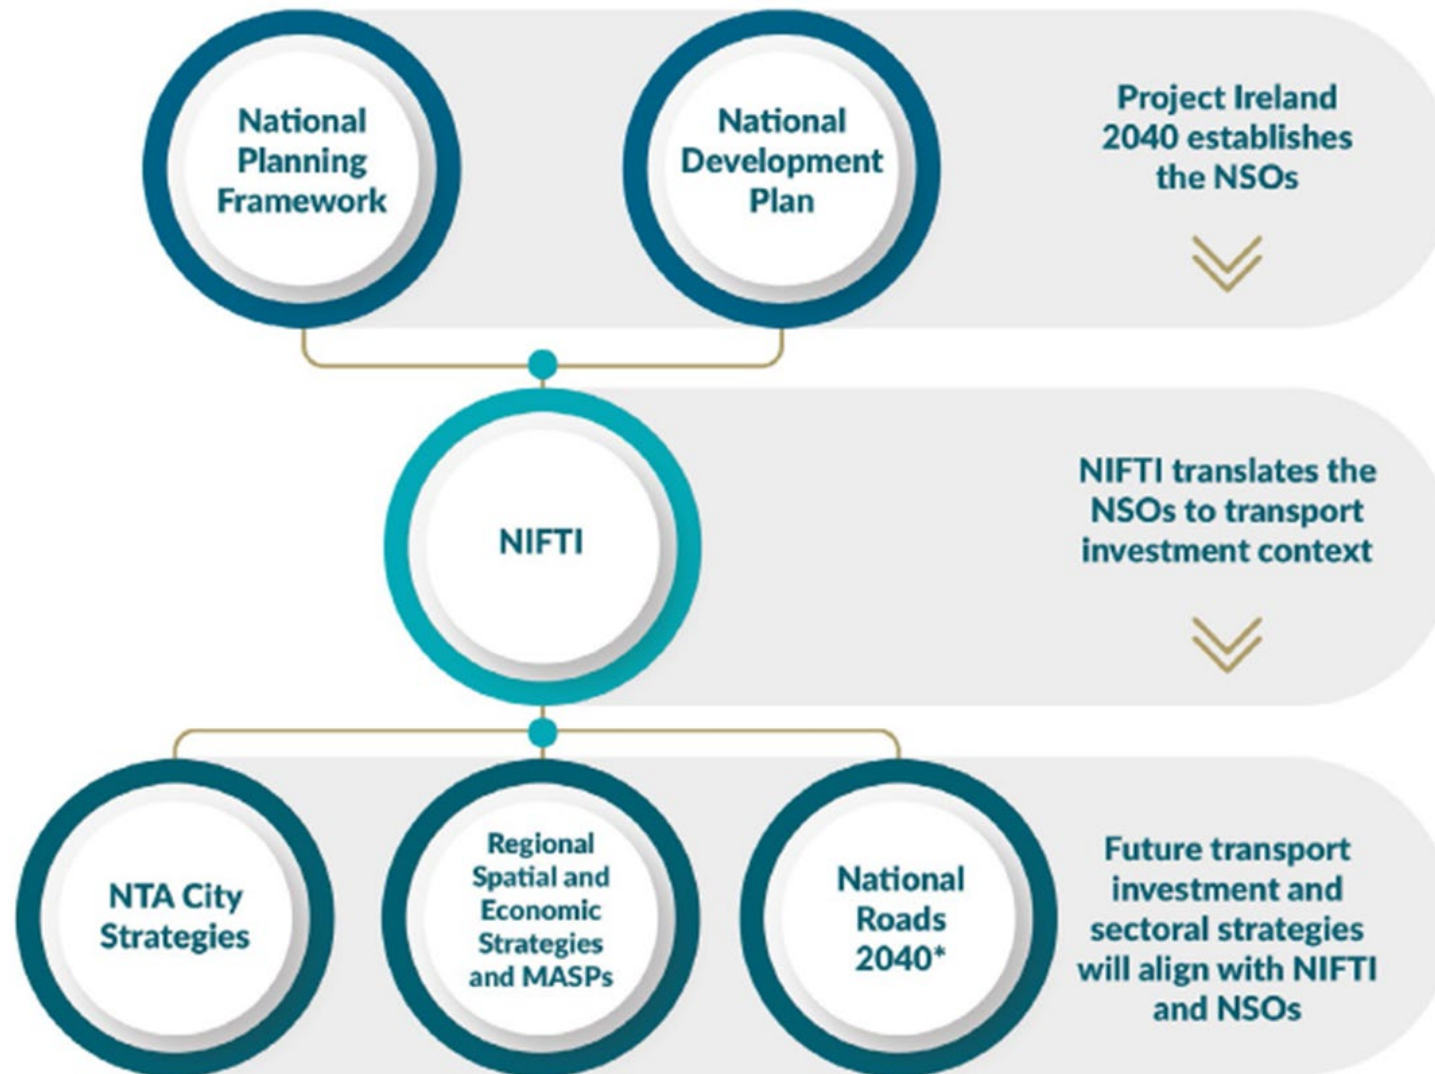 National
Planning
Framework
National
Development
Plan
Project Ireland
2040 establishes
the NSOs
NIFTI
NIFTI translates the
NSOs to transport
investment context
NTA City
Strategies
Regional
Spatial and
Economic
Strategies
and MASPs
National
Roads
2040*
Future transport
investment and
sectoral strategies
will align with NIFTI
and NSOs